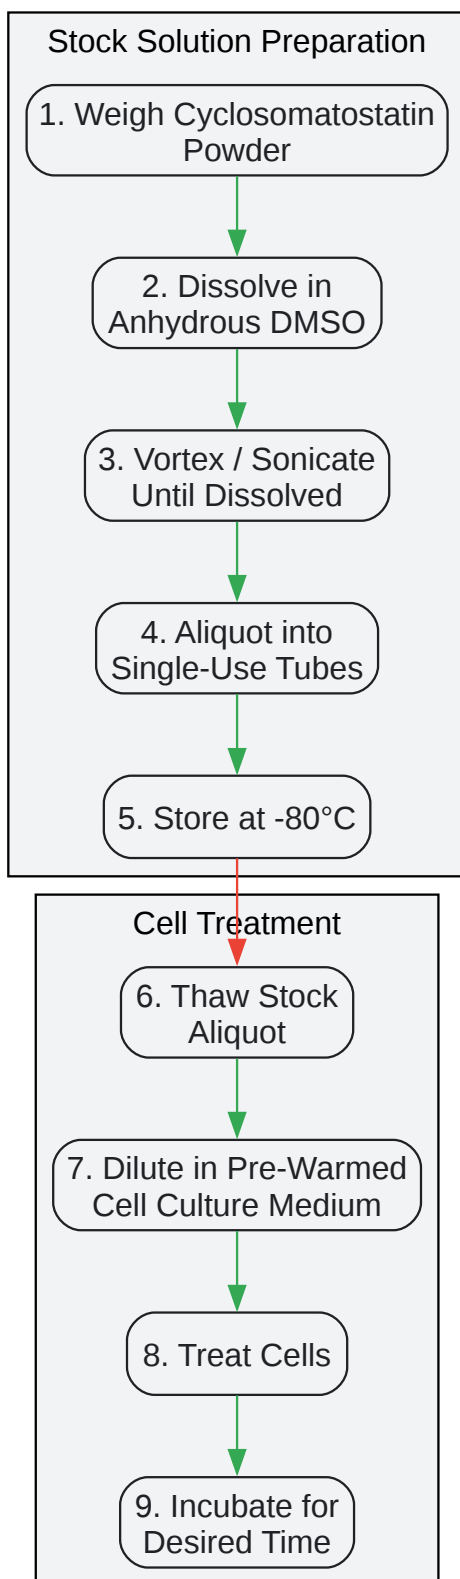 Stock Solution Preparation
1. Weigh Cyclosomatostatin
Powder
2. Dissolve in
Anhydrous DMSO
3. Vortex / Sonicate
Until Dissolved
4. Aliquot into
Single-Use Tubes
5. Store at -80°C
Cell Treatment
6. Thaw Stock
Aliquot
7. Dilute in Pre-Warmed
Cell Culture Medium
8. Treat Cells
9. Incubate for
Desired Time